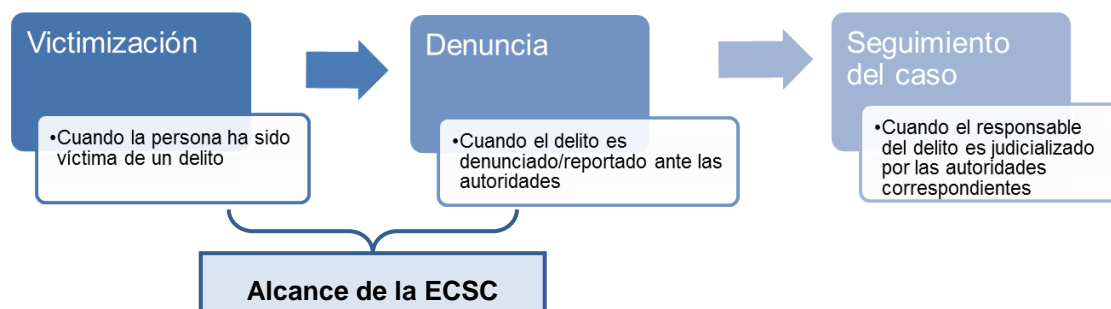 Victimización
•Cuando la persona ha sido
víctima de un delito
Denuncia
•Cuando el delito es
denunciado/reportado ante las
autoridades
Seguimiento
del caso
•Cuando el responsable
del delito es judicializado
por las autoridades
correspondientes
Alcance de la ECSC